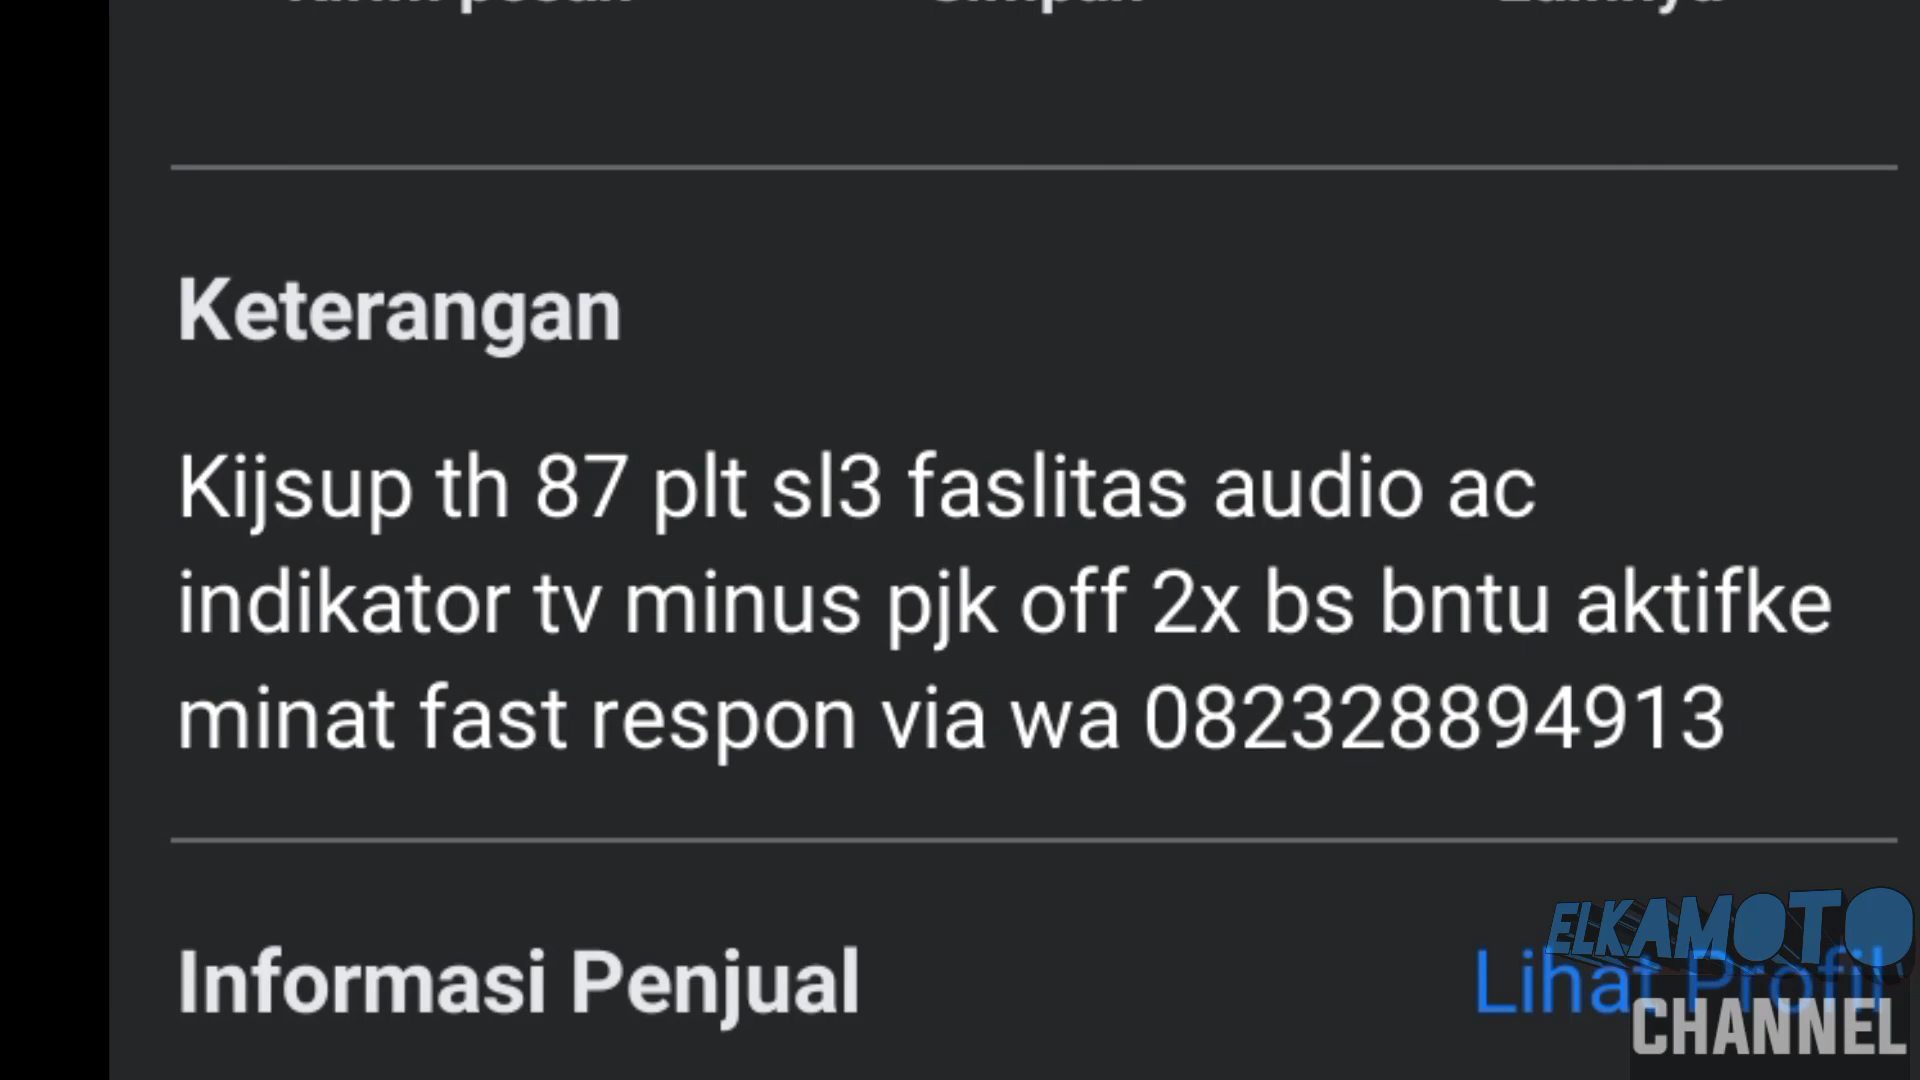 Keterangan
Kijsup th 87 plt sl3 faslitas audio ac
indikator tv minus pjk off 2x bs bntu aktifke
minat fast respon via wa 082328894913
Informasi Penjual
Lihat Profil
ELKAMOTO
CHANNEL